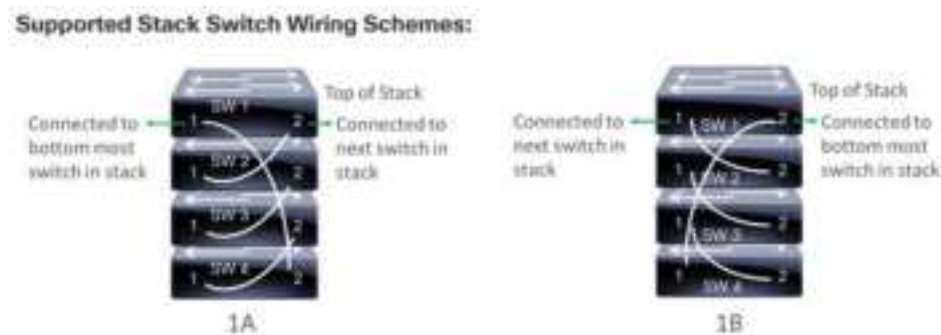 Supported Stack Switch Wiring Schemes:
SW 1
Top of Stack
1
2
Connected to
bottom most
switch in stack
Connected to
next switch in
stack
SW 2
1
2
SW 3
1
2
SW 4
1
2
1A
Top of Stack
1
SW 1
2
Connected to
next switch in
stack
Connected to
bottom most
switch in stack
1
SW 2
2
1
SW 3
2
1
SW 4
2
1B